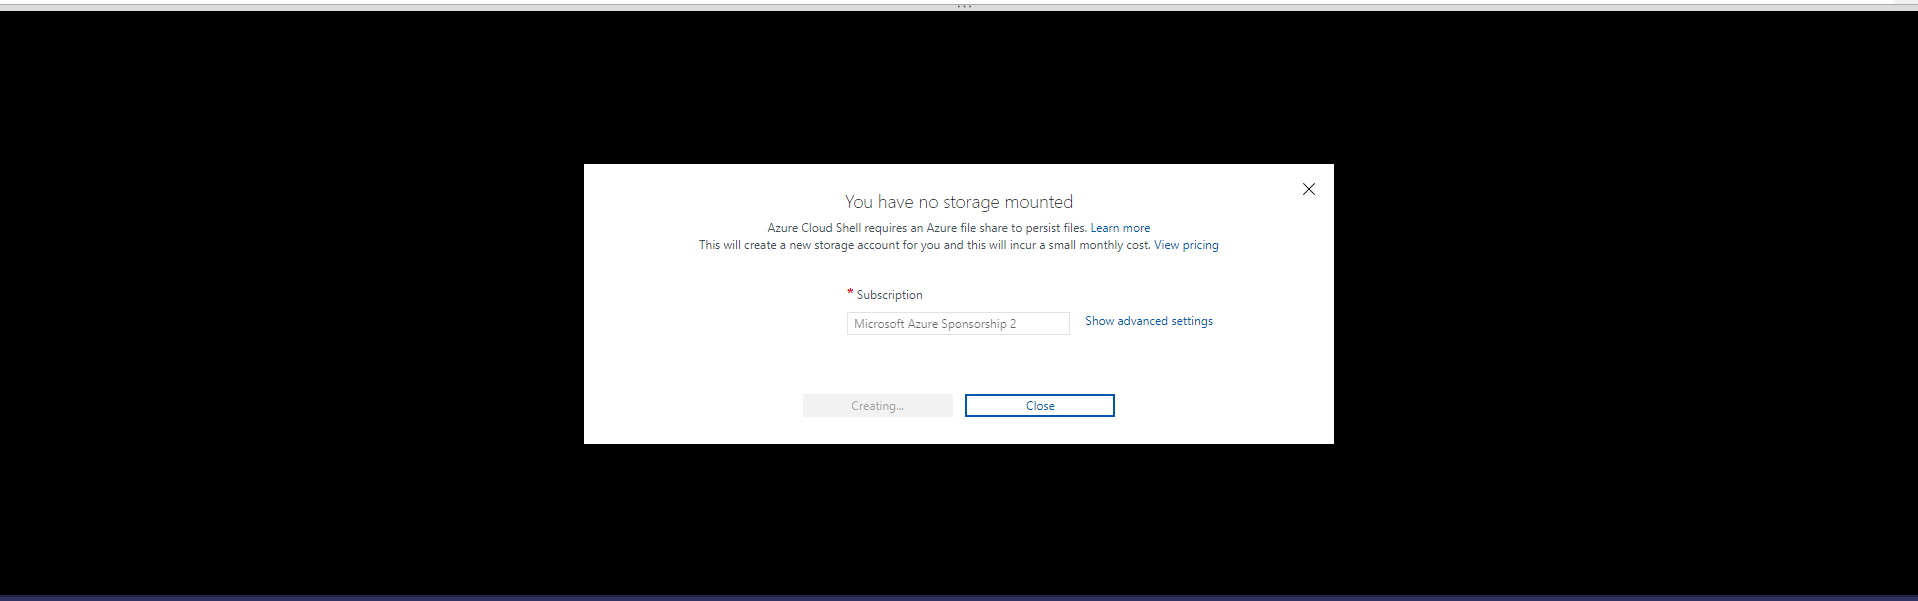 You have no storage mounted
Azure Cloud Shell requires an Azure file share to persist files. Learn more
This will create a new storage account for you and this will incur a small monthly cost. View pricing
* Subscription
Microsoft Azure Sponsorship 2
Show advanced settings
Creating...
Close